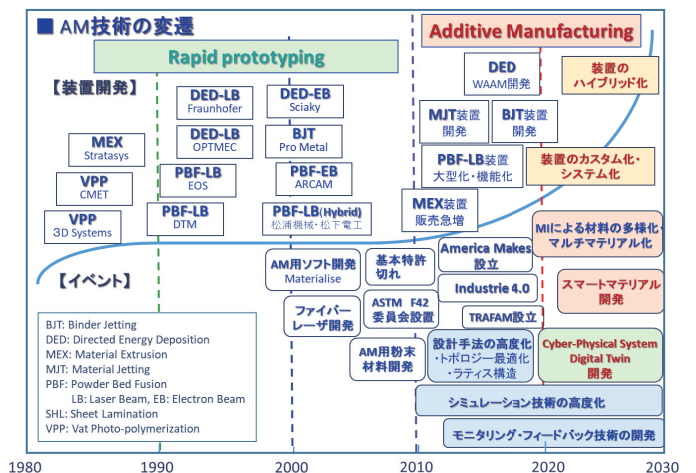 ■ AM技術の変遷
Additive Manufacturing
Rapid prototyping
【装置開発】
DED
WAAM開発
装置の
ハイブリッド化
DED-LB
Fraunhofer
DED-EB
Sciaky
MJT装置
開発
BJT装置
開発
MEX
Stratasys
DED-LB
OPTMEC
BJT
Pro Metal
PBF-LB装置
大型化・機能化
装置のカスタム化・
システム化
VPP
CMET
PBF-LB
EOS
PBF-EB
ARCAM
MEX装置
販売急増
VPP
3D Systems
PBF-LB
DTM
PBF-LB(Hybrid)
松浦機械・松下電工
MIによる材料の多様化・
マルチマテリアル化
【イベント】
AM用ソフト開発
Materialise
基本特許
切れ
America Makes
設立
Industrie 4.0
スマートマテリアル
開発
ファイバー
レーザ開発
ASTM F42
委員会設置
TRAFAM設立
AM用粉末
材料開発
設計手法の高度化
・トポロジー最適化
・ラティス構造
Cyber-Physical System
Digital Twin
開発
シミュレーション技術の高度化
モニタリング・フィードバック技術の開発
BJT: Binder Jetting
DED: Directed Energy Deposition
MEX: Material Extrusion
MJT: Material Jetting
PBF: Powder Bed Fusion
LB: Laser Beam, EB: Electron Beam
SHL: Sheet Lamination
VPP: Vat Photo-polymerization
1980 1990 2000 2010 2020 2030